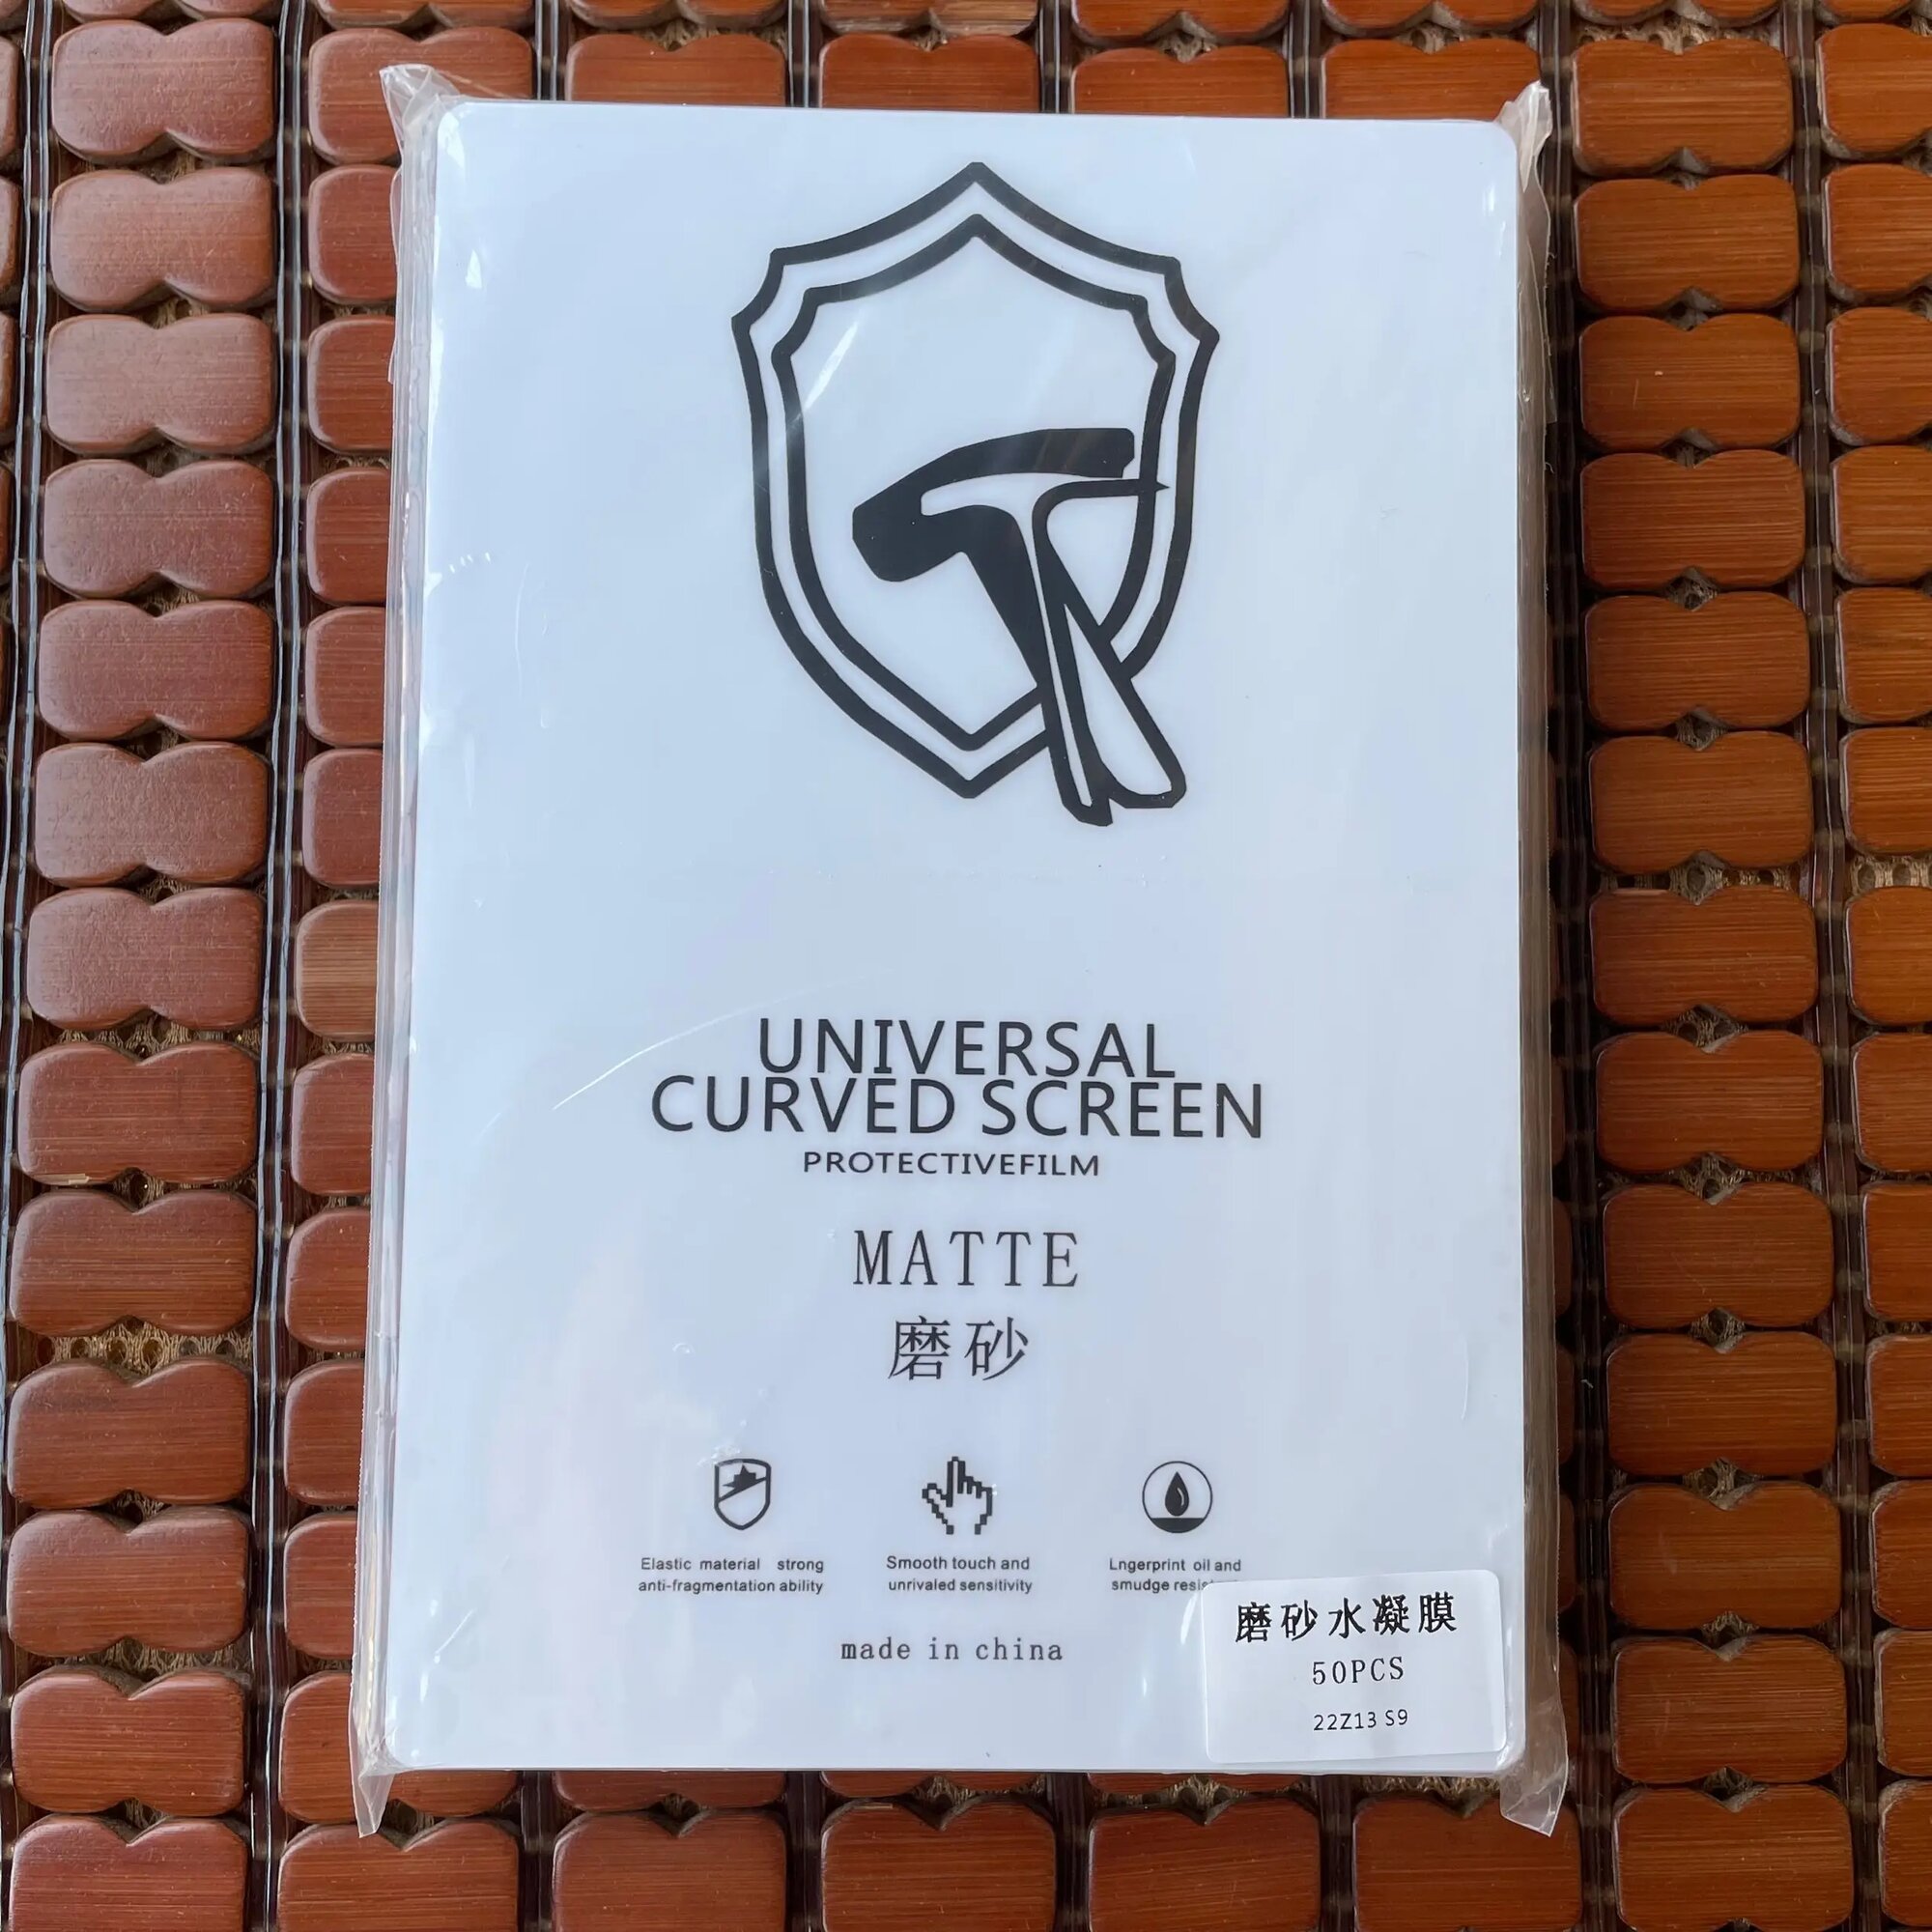 UNIVERSAL
CURVED SCREEN
PROTECTIVEFILM
MATTE
磨砂
Elastic material strong
anti-fragmentation ability
Smooth touch and
unrivaled sensitivity
Lngerprint oil and
smudge
made in china
磨砂水凝膜
50PCS
22Z13 S9